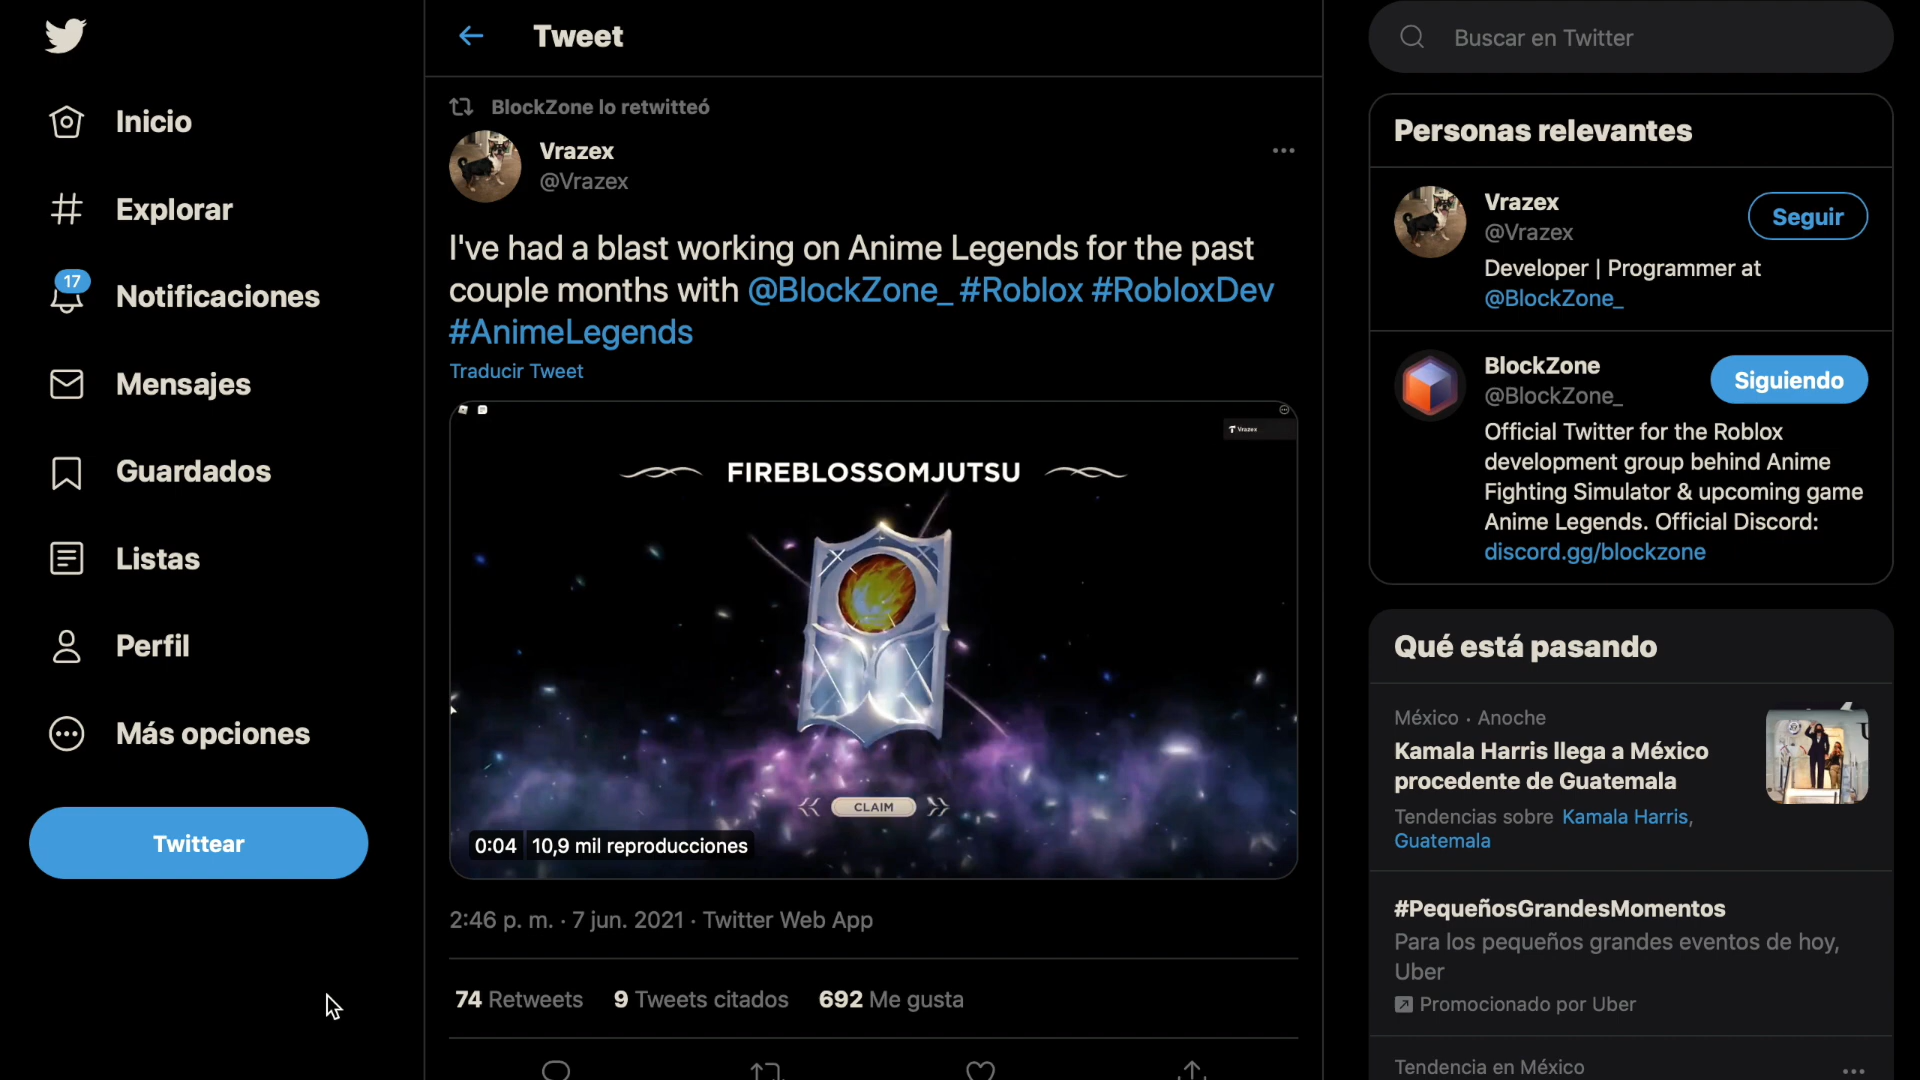 Inicio
Explorar
17
Notificaciones
Mensajes
Guardados
Listas
Perfil
Más opciones
Twittear
Tweet
BlockZone lo retwitteó
Vrazex
@Vrazex
I've had a blast working on Anime Legends for the past
couple months with @BlockZone_ #Roblox #RobloxDev
#AnimeLegends
Traducir Tweet
Vrazex
FIREBLOSSOMJUTSU
CLAIM
0:04 10,9 mil reproducciones
2:46 p. m. · 7 jun. 2021 · Twitter Web App
74 Retweets 9 Tweets citados 692 Me gusta
Buscar en Twitter
Personas relevantes
Vrazex
@Vrazex
Seguir
Developer | Programmer at
@BlockZone_
BlockZone
@BlockZone_
Siguiendo
Official Twitter for the Roblox
development group behind Anime
Fighting Simulator & upcoming game
Anime Legends. Official Discord:
discord.gg/blockzone
Qué está pasando
México · Anoche
Kamala Harris llega a México
procedente de Guatemala
Tendencias sobre Kamala Harris,
Guatemala
#PequeñosGrandesMomentos
Para los pequeños grandes eventos de hoy,
Uber
Promocionado por Uber
Tendencia en México